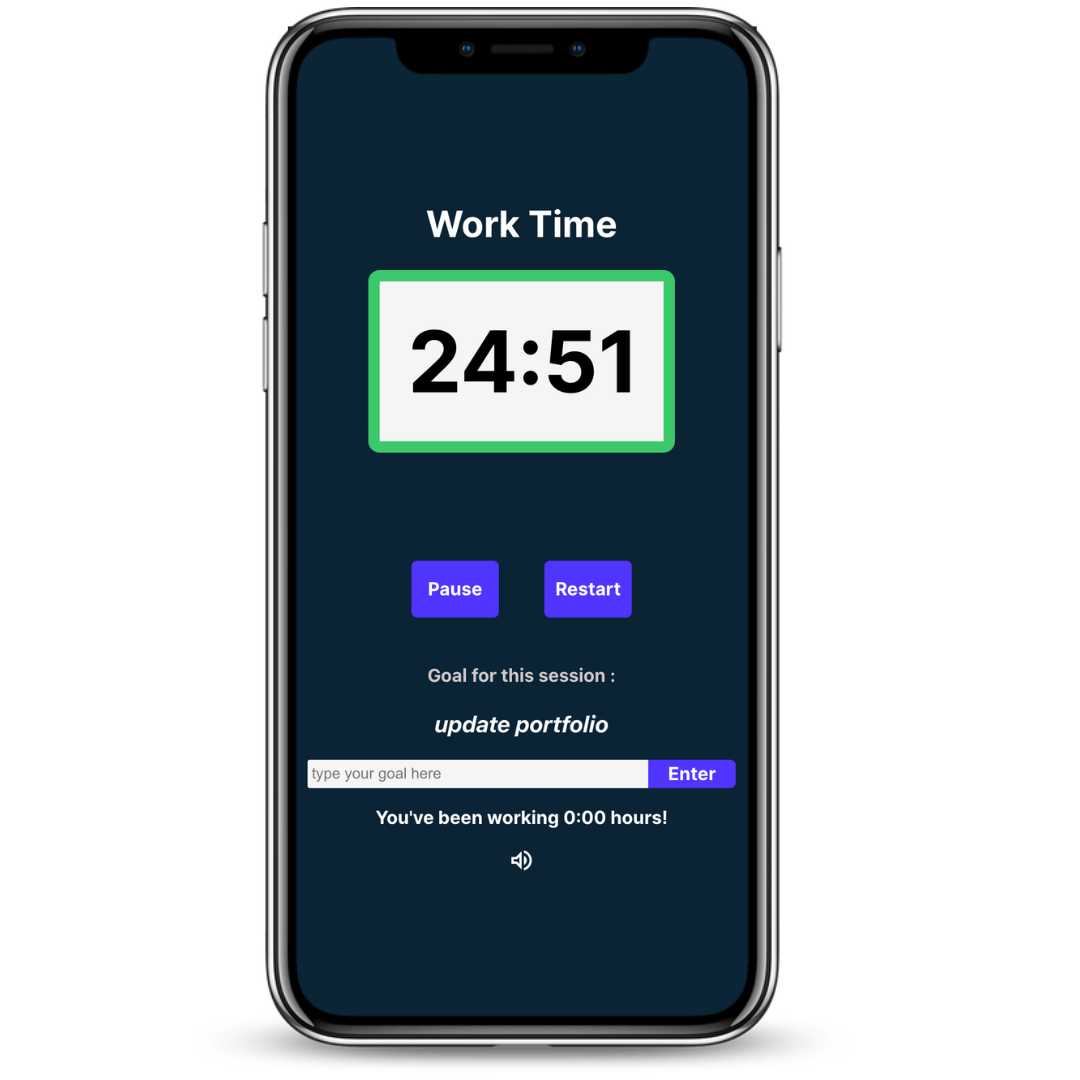 Work Time
24:51
Pause Restart
Goal for this session :
update portfolio
type your goal here Enter
You've been working 0:00 hours!